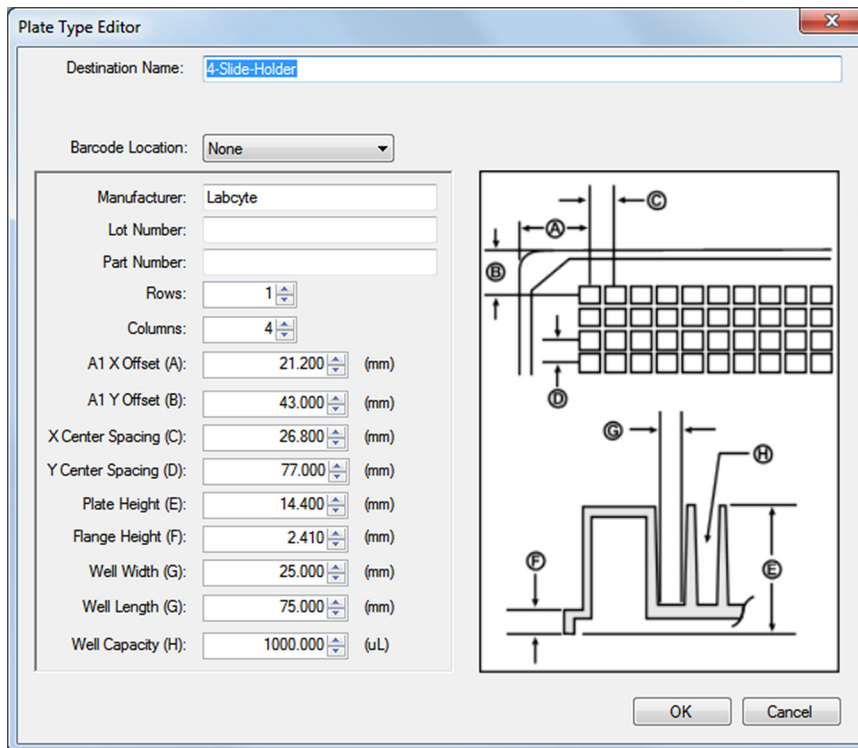 Plate Type Editor
Destination Name: 4-Slide-Holder
Barcode Location: None
Manufacturer: Labcyte
Lot Number:
Part Number:
Rows: 1
Columns: 4
A1 X Offset (A): 21.200 (mm)
A1 Y Offset (B): 43.000 (mm)
X Center Spacing (C): 26.800 (mm)
Y Center Spacing (D): 77.000 (mm)
Plate Height (E): 14.400 (mm)
Flange Height (F): 2.410 (mm)
Well Width (G): 25.000 (mm)
Well Length (G): 75.000 (mm)
Well Capacity (H): 1000.000 (uL)
C
A
B
D
G
H
F
E
OK Cancel